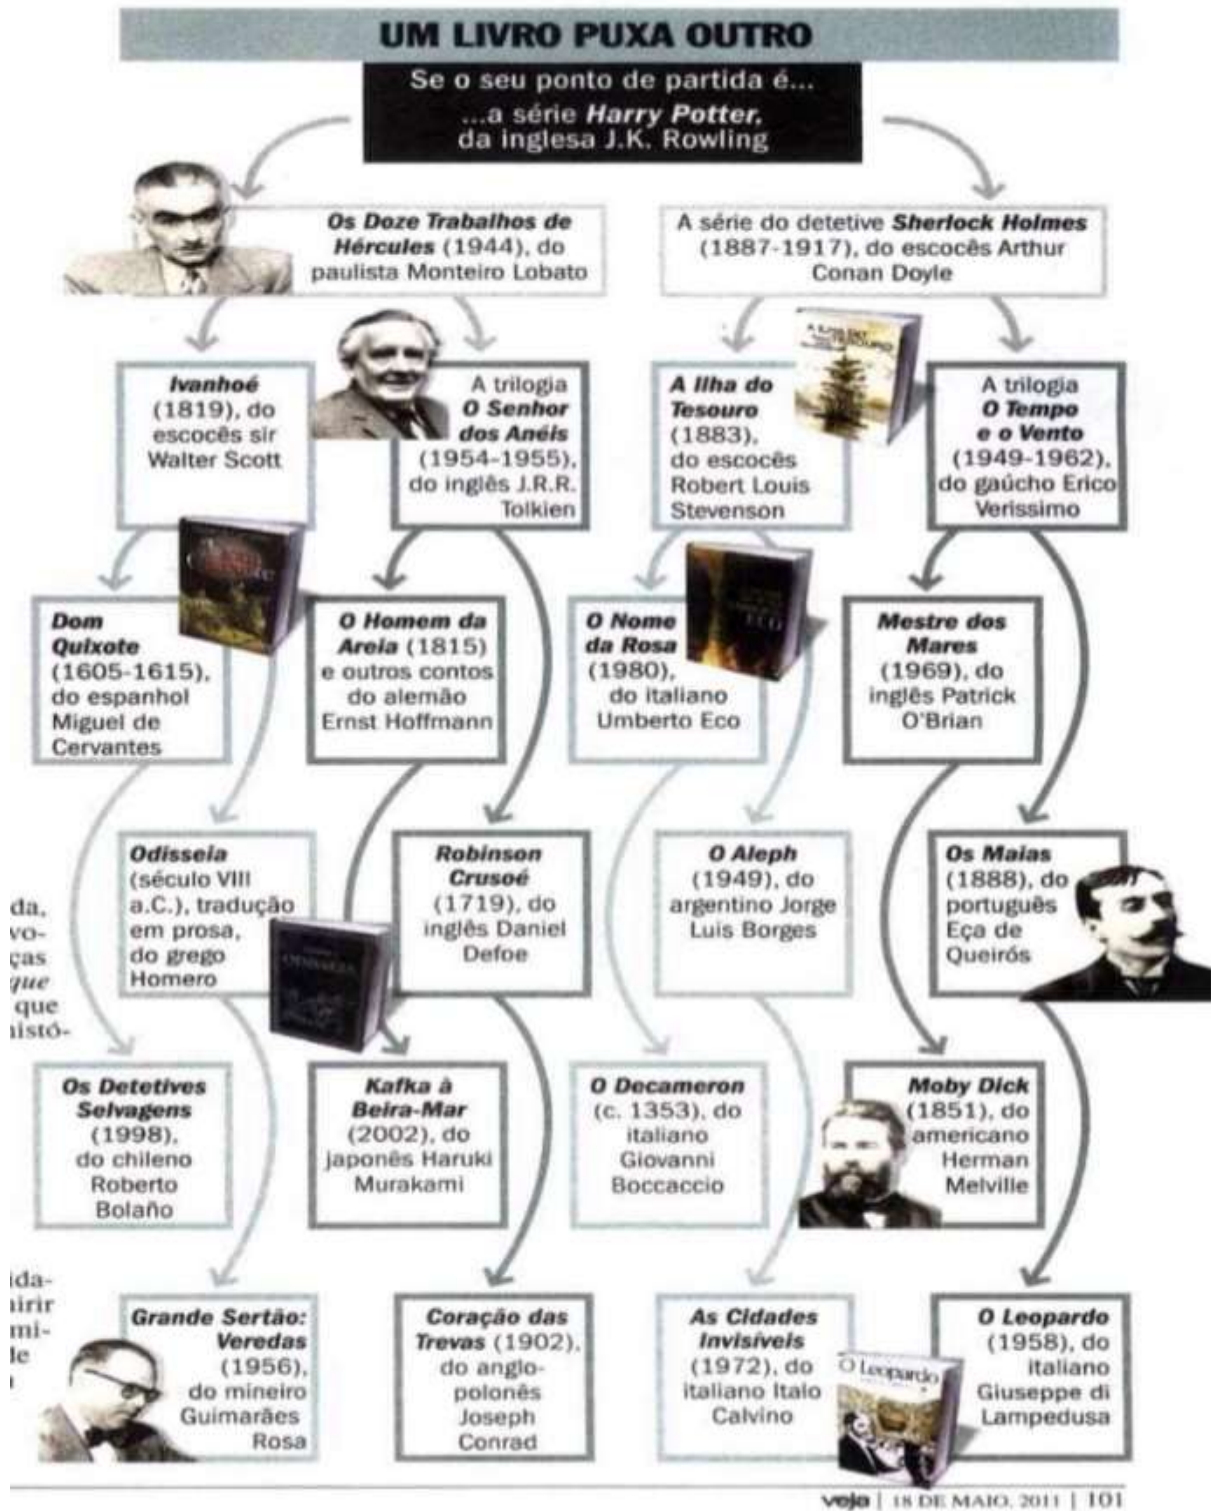 UM LIVRO PUXA OUTRO
Se o seu ponto de partida é...
...a série Harry Potter,
da inglesa J.K. Rowling
Os Doze Trabalhos de
Hércules (1944), do
paulista Monteiro Lobato
A série do detetive Sherlock Holmes
(1887-1917), do escocês Arthur
Conan Doyle
Ivanhoé
(1819), do
escocês sir
Walter Scott
A trilogia
O Senhor
dos Anéis
(1954-1955),
do inglês J.R.R.
Tolkien
A Ilha do
Tesouro
(1883),
do escocês
Robert Louis
Stevenson
A trilogia
O Tempo
e o Vento
(1949-1962),
do gaúcho Erico
Verissimo
Dom
Quixote
(1605-1615),
do espanhol
Miguel de
Cervantes
O Homem da
Areia (1815)
e outros contos
do alemão
Ernst Hoffmann
O Nome
da Rosa
(1980),
do italiano
Umberto Eco
ECO
Mestre dos
Mares
(1969), do
inglês Patrick
O'Brian
Odisseia
(século VIII
a.C.), tradução
em prosa,
do grego
Homero
ODISSEIA
Robinson
Crusoé
(1719), do
inglês Daniel
Defoe
O Aleph
(1949), do
argentino Jorge
Luis Borges
Os Maias
(1888), do
português
Eça de
Queirós
da,
vo-
ças
que
que
histó-
Os Detetives
Selvagens
(1998),
do chileno
Roberto
Bolaño
Kafka à
Beira-Mar
(2002), do
japonês Haruki
Murakami
O Decameron
(c. 1353), do
italiano
Giovanni
Boccaccio
Moby Dick
(1851), do
americano
Herman
Melville
ida-
mi-
Grande Sertão:
Veredas
(1956),
do mineiro
Guimarães
Rosa
Coração das
Trevas (1902),
do anglo-
polonês
Joseph
Conrad
As Cidades
Invisíveis
(1972), do
italiano Italo
Calvino
O Leopardo
O Leopardo
(1958), do
italiano
Giuseppe di
Lampedusa
veja | 18 DE MAIO, 2011 | 101